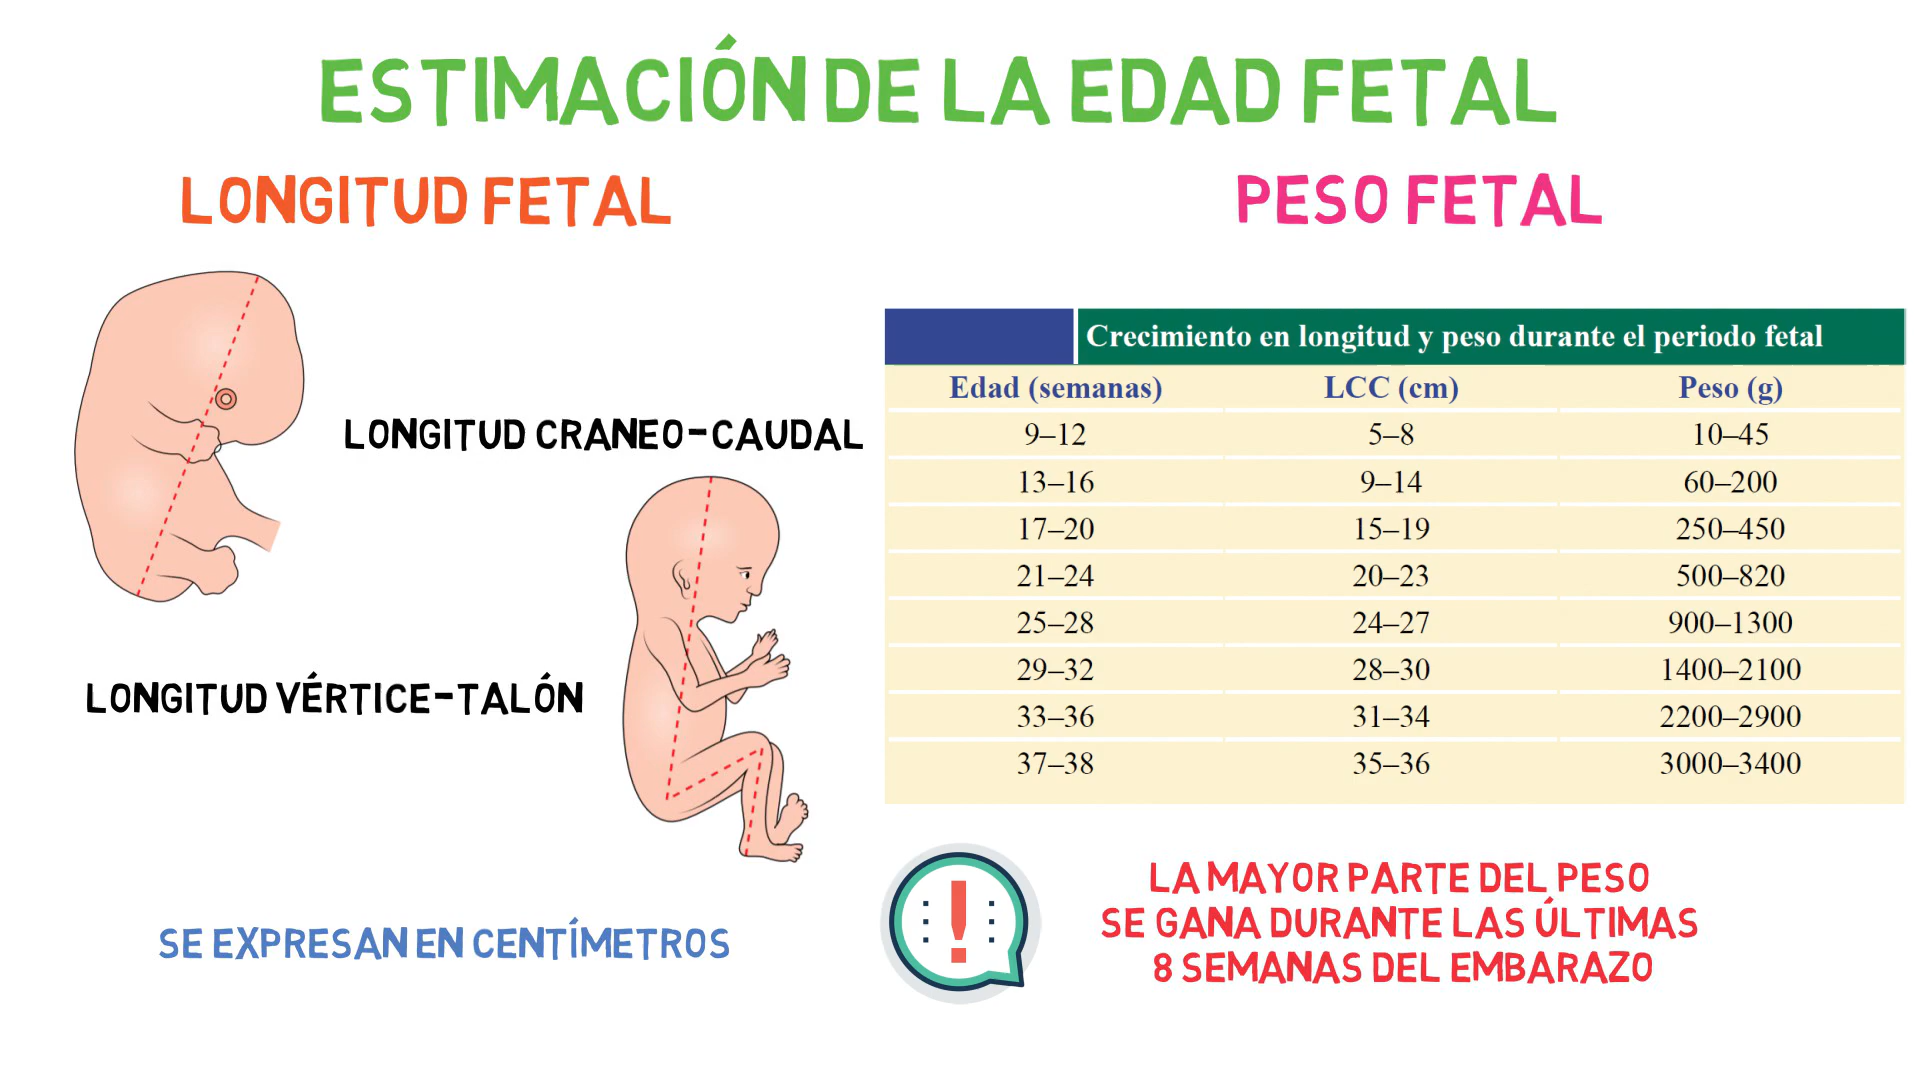 ESTIMACIÓN DE LA EDAD FETAL
LONGITUD FETAL
LONGITUD CRANEO-CAUDAL
LONGITUD VÉRTICE-TALÓN
SE EXPRESAN EN CENTÍMETROS
PESO FETAL
Crecimiento en longitud y peso durante el periodo fetal
Edad (semanas) LCC (cm) Peso (g)
9–12 5–8 10–45
13–16 9–14 60–200
17–20 15–19 250–450
21–24 20–23 500–820
25–28 24–27 900–1300
29–32 28–30 1400–2100
33–36 31–34 2200–2900
37–38 35–36 3000–3400
LA MAYOR PARTE DEL PESO
SE GANA DURANTE LAS ÚLTIMAS
8 SEMANAS DEL EMBARAZO